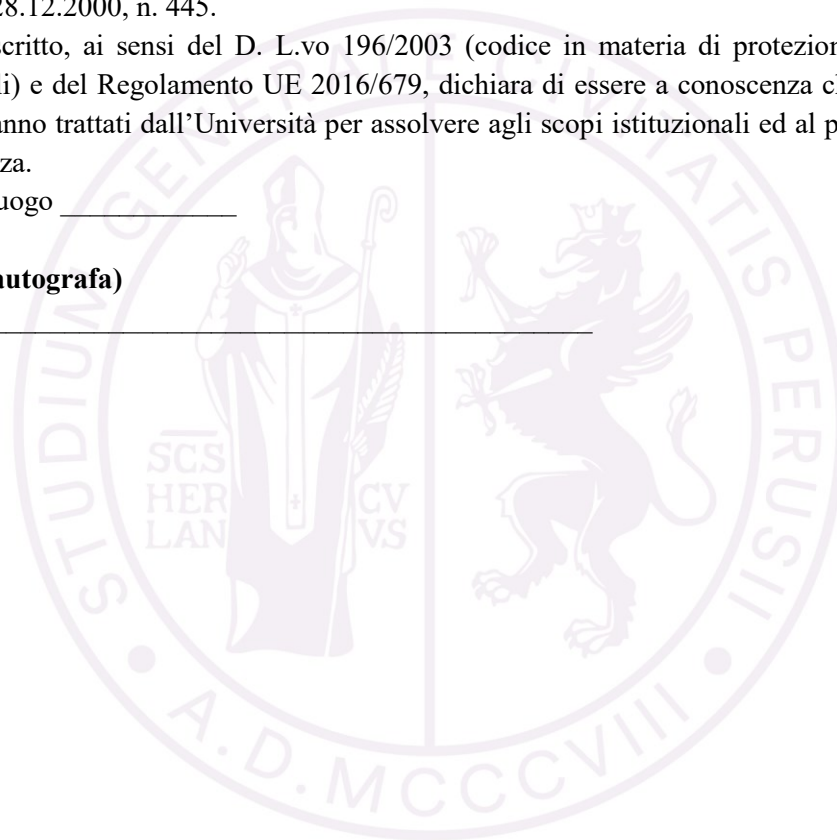 28.12.2000, n. 445.
scritto, ai sensi del D. L.vo 196/2003 (codice in materia di protezion
li) e del Regolamento UE 2016/679, dichiara di essere a conoscenza c
anno trattati dall’Università per assolvere agli scopi istituzionali ed al p
za.
uogo ____________
autografa)
STUDIUM GENERALE CIVITATIS PERUSII
SCS
HER
LAN
CV
VS
A.D. MCCCVIII